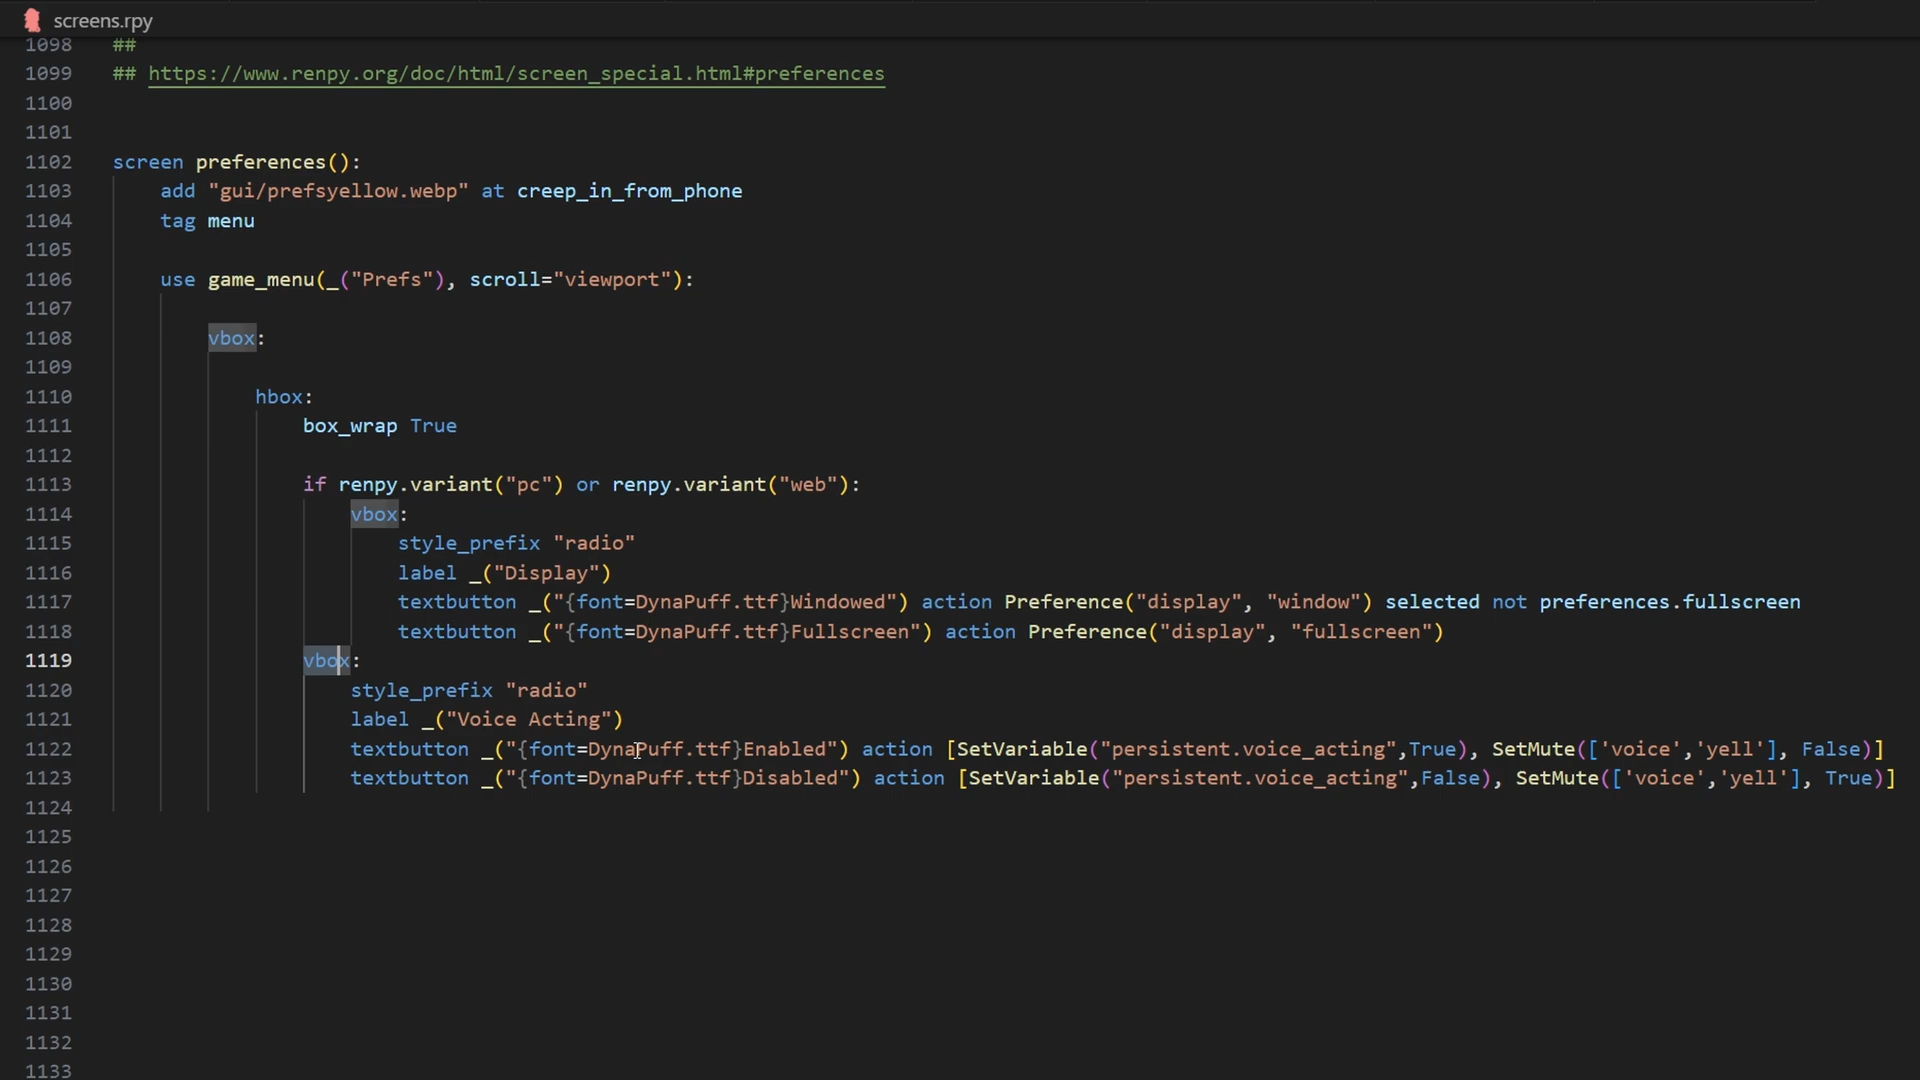 screens.rpy
1098 ##
1099 ## https://www.renpy.org/doc/html/screen_special.html#preferences
1100
1101
1102 screen preferences():
1103 add "gui/prefsyellow.webp" at creep_in_from_phone
1104 tag menu
1105
1106 use game_menu(_("Prefs"), scroll="viewport"):
1107
1108 vbox:
1109
1110 hbox:
1111 box_wrap True
1112
1113 if renpy.variant("pc") or renpy.variant("web"):
1114 vbox:
1115 style_prefix "radio"
1116 label _("Display")
1117 textbutton _("{font=DynaPuff.ttf}Windowed") action Preference("display", "window") selected not preferences.fullscreen
1118 textbutton _("{font=DynaPuff.ttf}Fullscreen") action Preference("display", "fullscreen")
1119 vbox:
1120 style_prefix "radio"
1121 label _("Voice Acting")
1122 textbutton _("{font=DynaPuff.ttf}Enabled") action [SetVariable("persistent.voice_acting",True), SetMute(['voice','yell'], False)]
1123 textbutton _("{font=DynaPuff.ttf}Disabled") action [SetVariable("persistent.voice_acting",False), SetMute(['voice','yell'], True)]
1124
1125
1126
1127
1128
1129
1130
1131
1132
1133